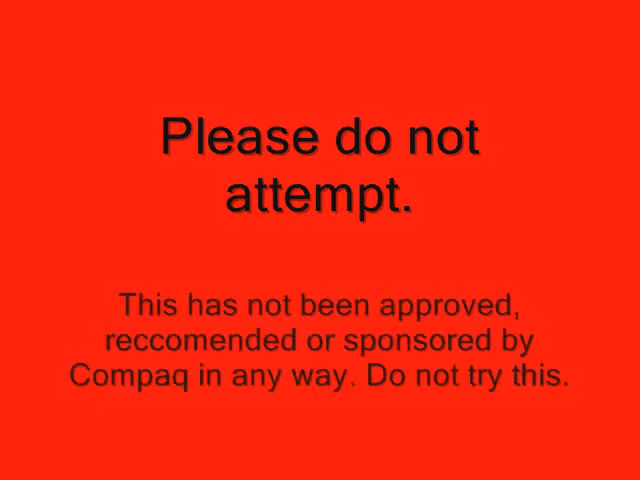 Please do not
attempt.
This has not been approved,
reccomended or sponsored by
Compaq in any way. Do not try this.